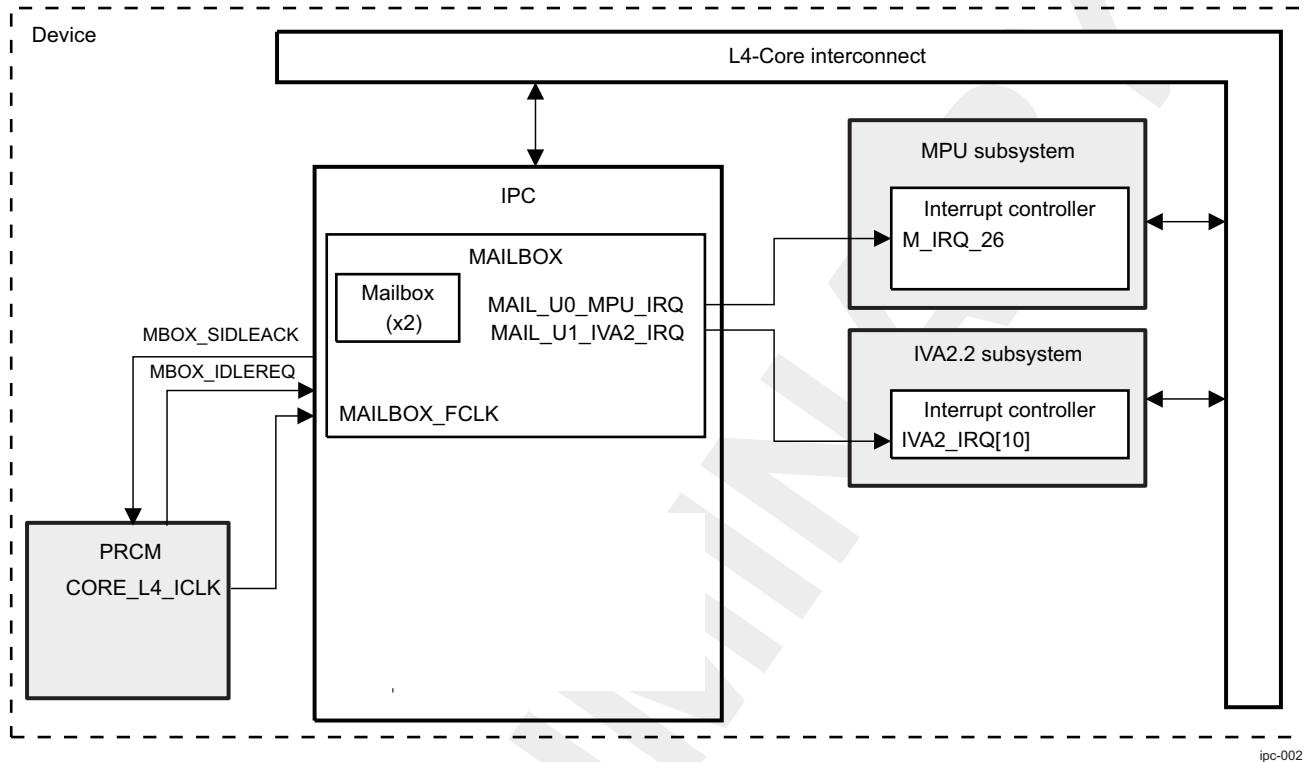 Device
L4-Core interconnect
MPU subsystem
Interrupt controller
M_IRQ_26
IPC
MAILBOX
Mailbox
(x2)
MAIL_U0_MPU_IRQ
MAIL_U1_IVA2_IRQ
MBOX_SIDLEACK
MBOX_IDLEREQ
MAILBOX_FCLK
IVA2.2 subsystem
Interrupt controller
IVA2_IRQ[10]
PRCM
CORE_L4_ICLK
ipc-002